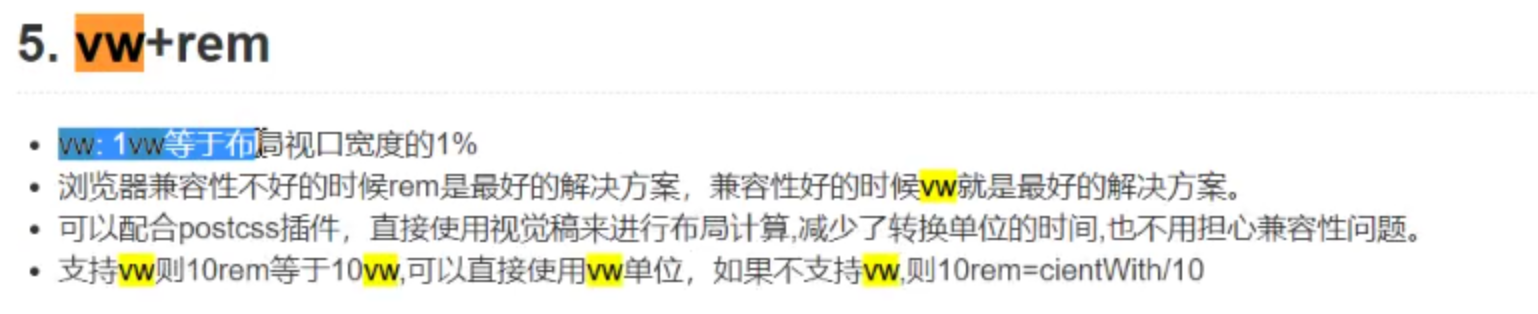 5. vw+rem
vw: 1vw等于布局视口宽度的1%
浏览器兼容性不好的时候rem是最好的解决方案，兼容性好的时候vw就是最好的解决方案。
可以配合postcss插件，直接使用视觉稿来进行布局计算,减少了转换单位的时间,也不用担心兼容性问题。
支持vw则10rem等于10vw,可以直接使用vw单位，如果不支持vw,则10rem=cientWith/10